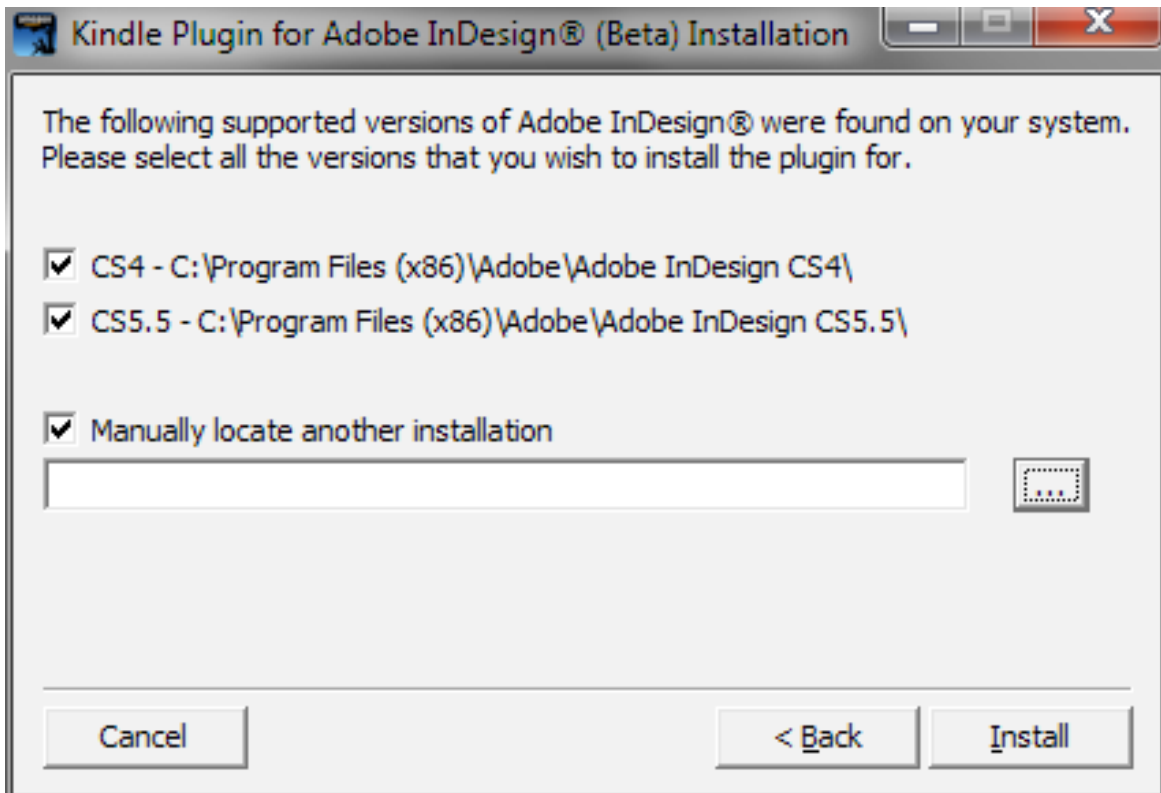 Kindle Plugin for Adobe InDesign® (Beta) Installation
The following supported versions of Adobe InDesign® were found on your system.
Please select all the versions that you wish to install the plugin for.
CS4 - C:\Program Files (x86)\Adobe\Adobe InDesign CS4\
CS5.5 - C:\Program Files (x86)\Adobe\Adobe InDesign CS5.5\
Manually locate another installation
...
Cancel
< Back
Install